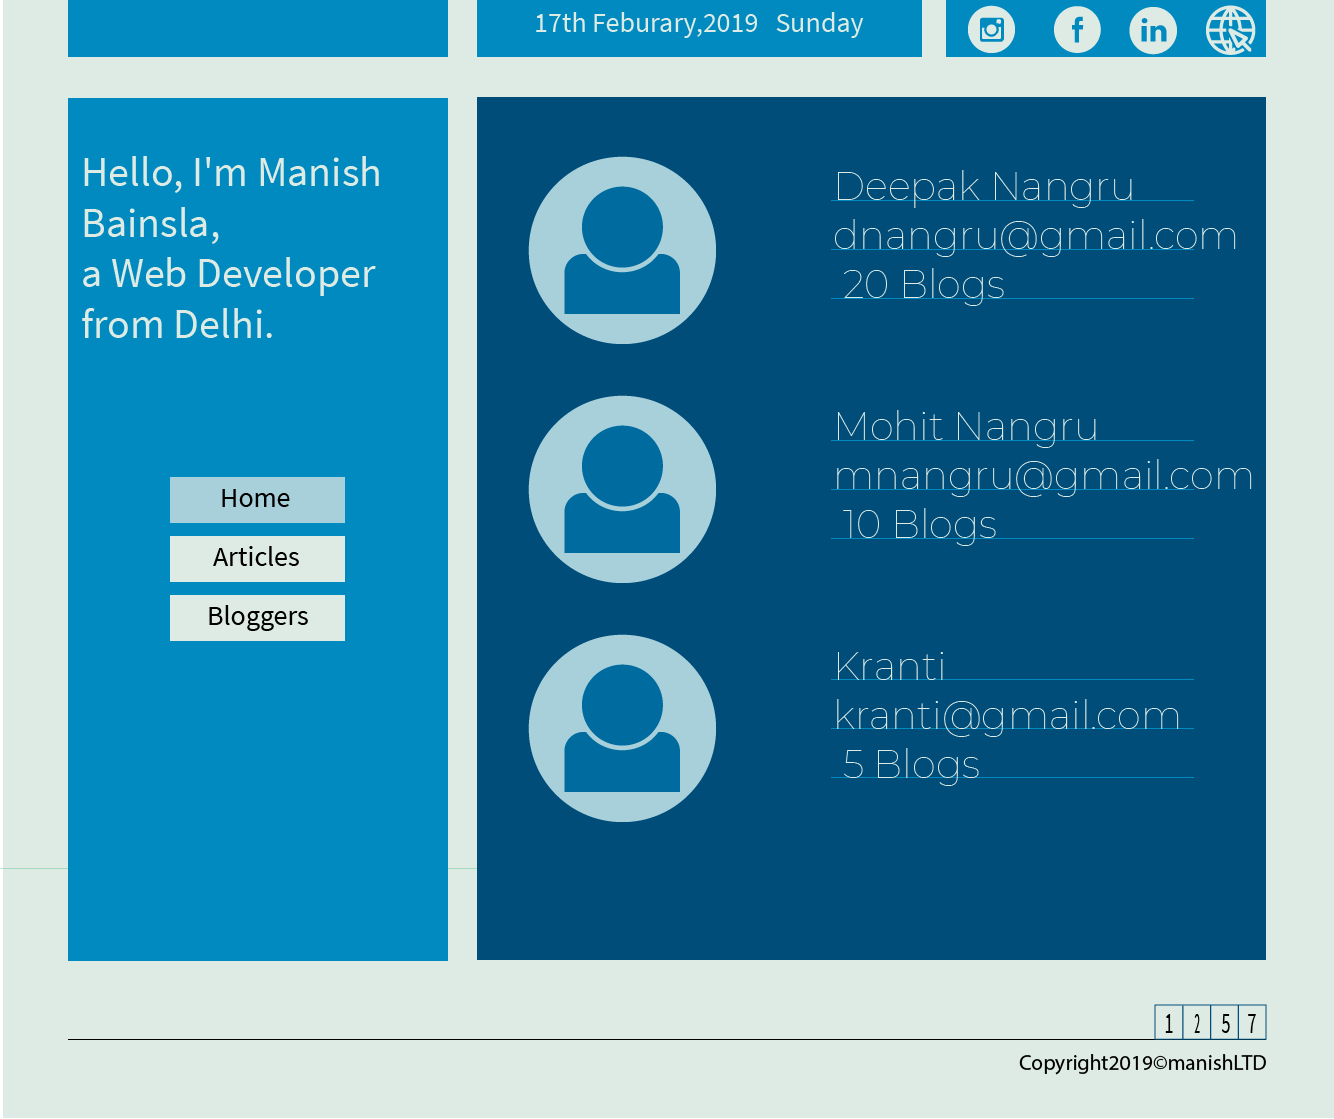 17th Feburary,2019 Sunday
Hello, I'm Manish
Bainsla,
a Web Developer
from Delhi.
Home
Articles
Bloggers
Deepak Nangru
dnangru@gmail.com
20 Blogs
Mohit Nangru
mnangru@gmail.com
10 Blogs
Kranti
kranti@gmail.com
5 Blogs
1 2 5 7
Copyright2019©manishLTD